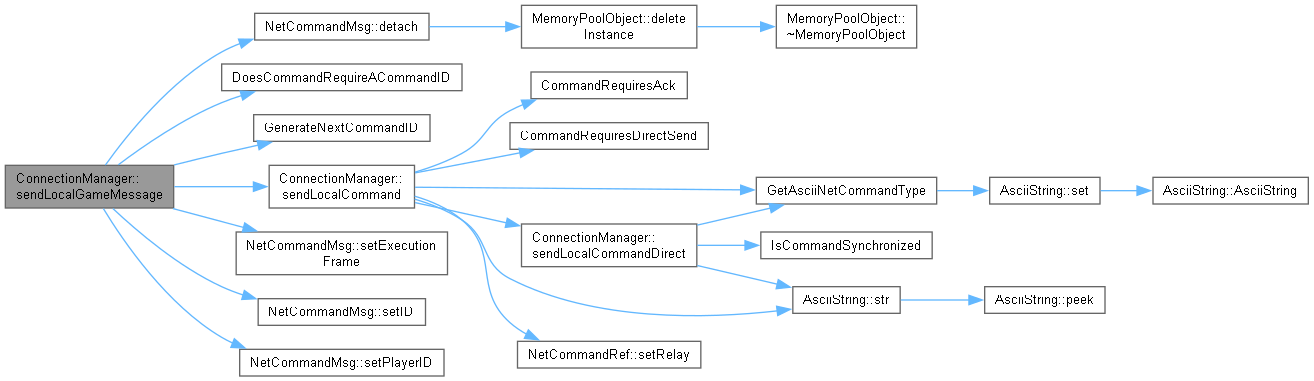 NetCommandMsg::detach
MemoryPoolObject::delete
Instance
MemoryPoolObject::
~MemoryPoolObject
DoesCommandRequireACommandID
CommandRequiresAck
GenerateNextCommandID
CommandRequiresDirectSend
ConnectionManager::
sendLocalGameMessage
ConnectionManager::
sendLocalCommand
GetAsciiNetCommandType
AsciiString::set
AsciiString::AsciiString
NetCommandMsg::setExecution
Frame
ConnectionManager::
sendLocalCommandDirect
IsCommandSynchronized
AsciiString::str
AsciiString::peek
NetCommandMsg::setID
NetCommandRef::setRelay
NetCommandMsg::setPlayerID